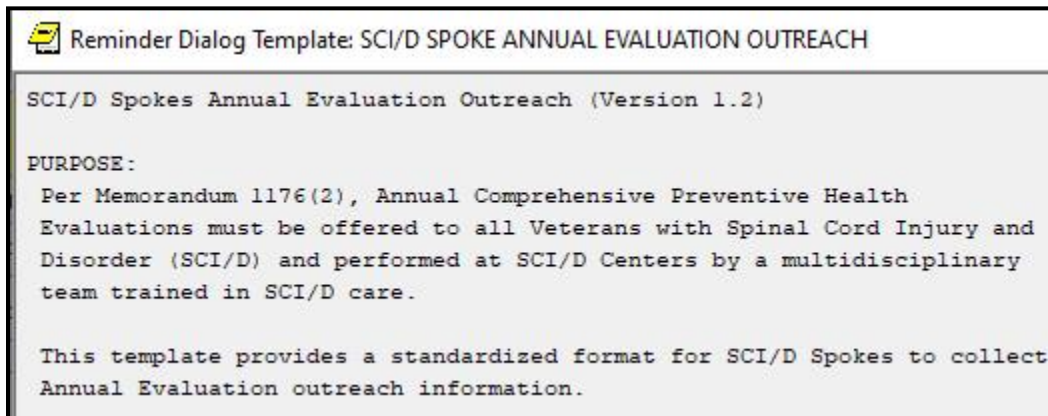 Reminder Dialog Template: SCI/D SPOKE ANNUAL EVALUATION OUTREACH
SCI/D Spokes Annual Evaluation Outreach (Version 1.2)
PURPOSE:
Per Memorandum 1176(2), Annual Comprehensive Preventive Health
Evaluations must be offered to all Veterans with Spinal Cord Injury and
Disorder (SCI/D) and performed at SCI/D Centers by a multidisciplinary
team trained in SCI/D care.
This template provides a standardized format for SCI/D Spokes to collect
Annual Evaluation outreach information.